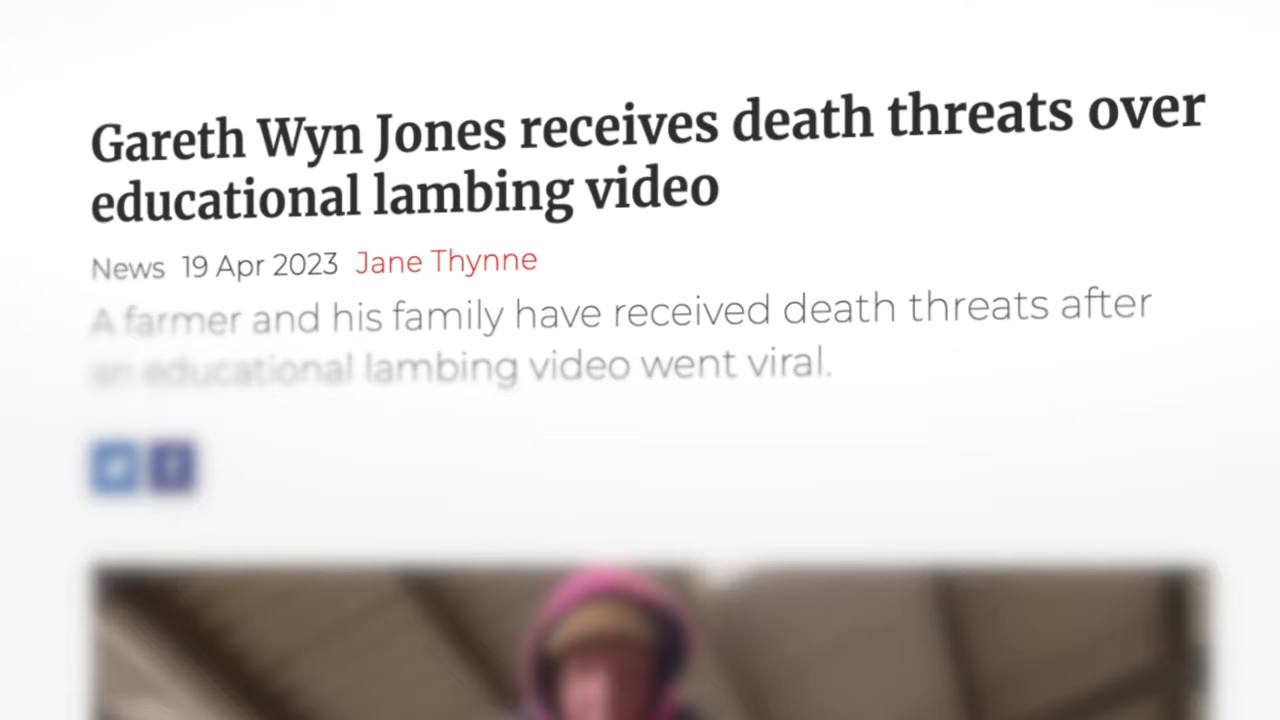 Gareth Wyn Jones receives death threats over
educational lambing video
News 19 Apr 2023 Jane Thynne
A farmer and his family have received death threats after
an educational lambing video went viral.